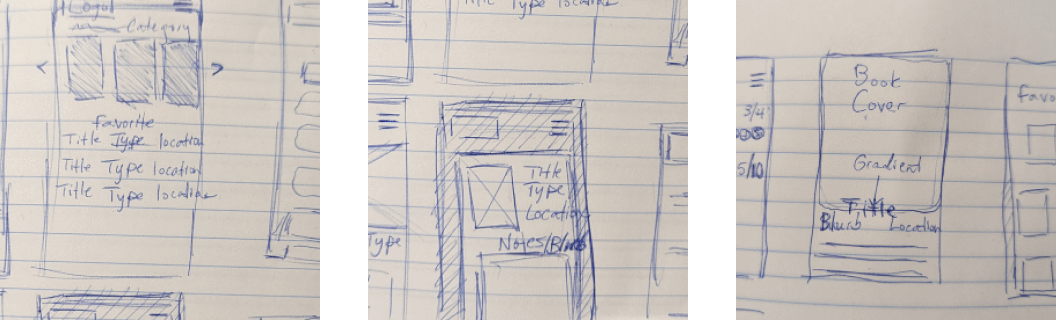 Logo
Category
<
>
Favorite
Title Type location
Title Type location
Title Type location
Title Type location
Title
Type
Location
Notes/Blurb
Type
Book
Cover
3/4
5/10
Gradient
Title
Blurb Location
Favo